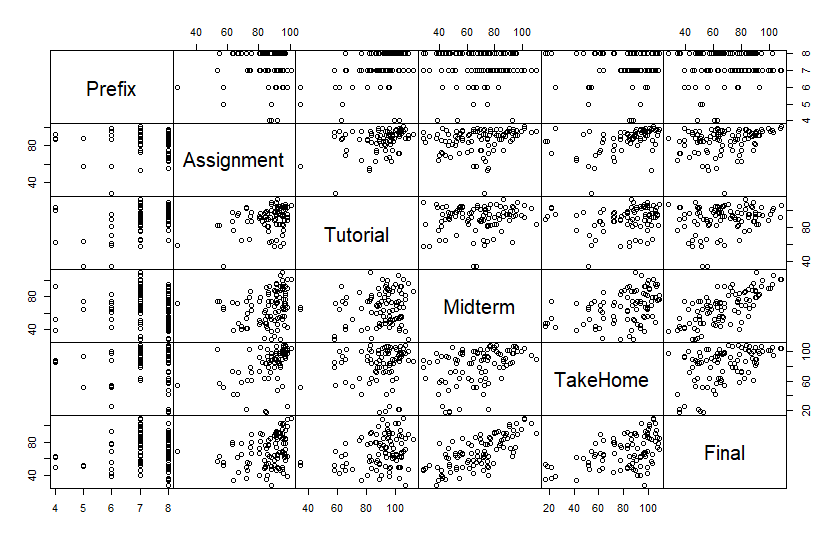 40 60 80 100
40 60 80 100
40 60 80 100
Prefix
8
7
6
5
4
80
40
Assignment
Tutorial
80
40
80
40
Midterm
TakeHome
100
60
20
80
40
Final
4 5 6 7 8
40 60 80 100
20 40 60 80 100